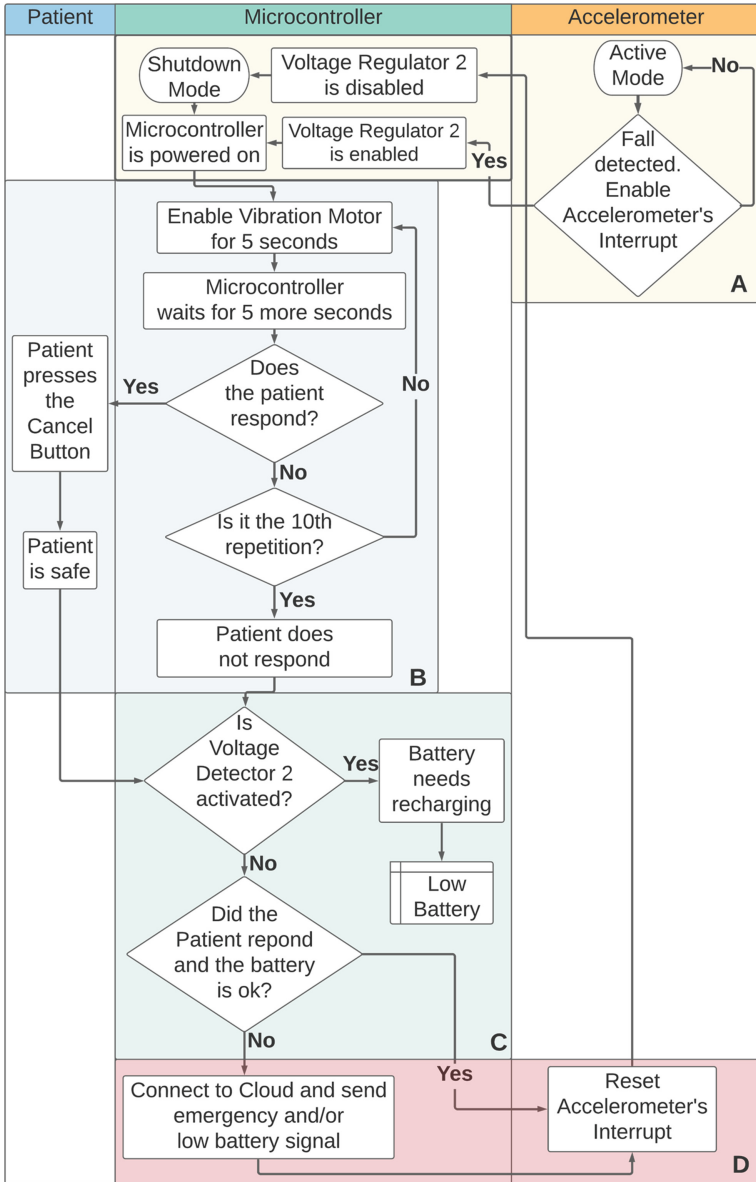 Patient
Microcontroller
Accelerometer
Shutdown
Mode
Voltage Regulator 2
is disabled
Active
Mode
No
Microcontroller
is powered on
Voltage Regulator 2
is enabled
Yes
Fall
detected.
Enable
Accelerometer's
Interrupt
A
Enable Vibration Motor
for 5 seconds
Microcontroller
waits for 5 more seconds
Does
the patient
respond?
Yes
No
Patient
presses
the
Cancel
Button
No
Is it the 10th
repetition?
Patient
is safe
Yes
Patient does
not respond
B
Is
Voltage
Detector 2
activated?
Yes
Battery
needs
recharging
No
Low
Battery
Did the
Patient repond
and the battery
is ok?
No
C
Yes
Connect to Cloud and send
emergency and/or
low battery signal
Reset
Accelerometer's
Interrupt
D